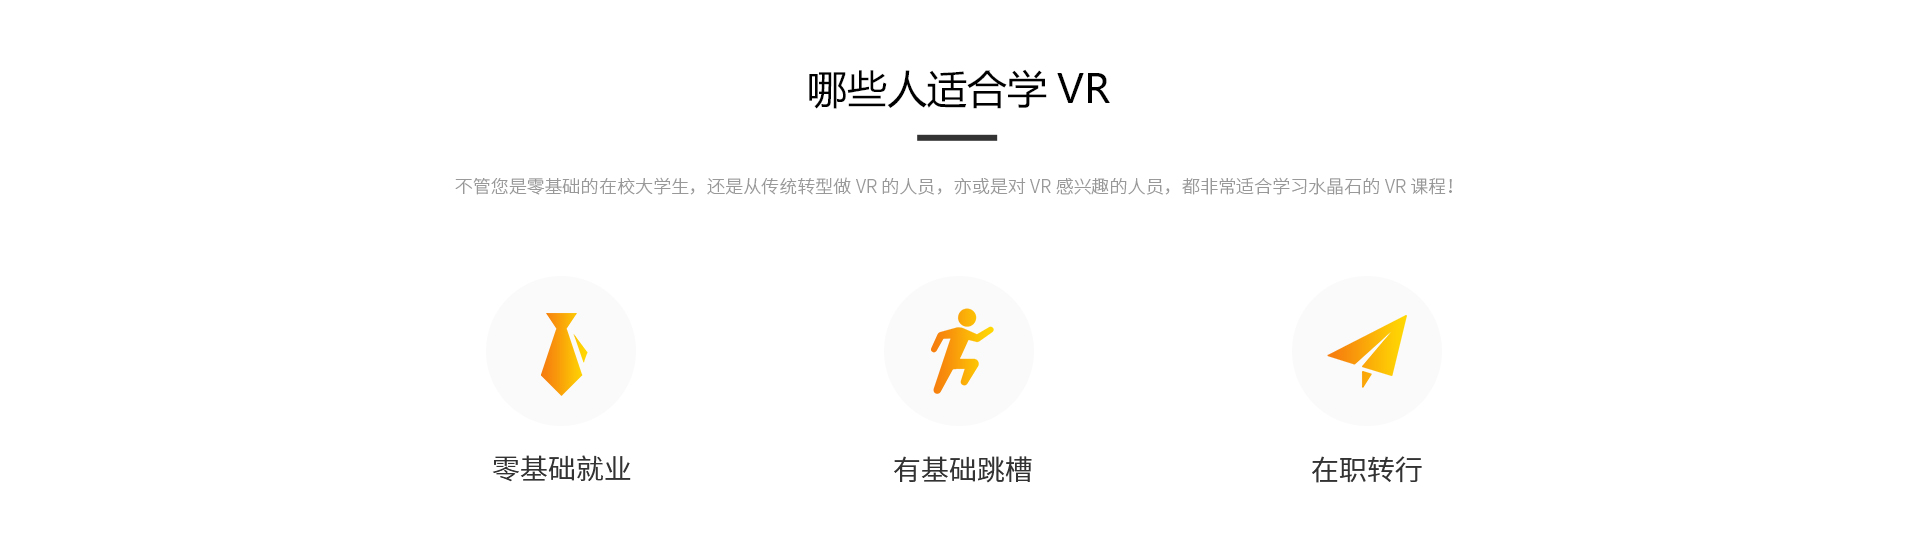 哪些人适合学 VR
不管您是零基础的在校大学生，还是从传统转型做 VR 的人员，亦或是对 VR 感兴趣的人员，都非常适合学习水晶石的 VR 课程！
零基础就业
有基础跳槽
在职转行